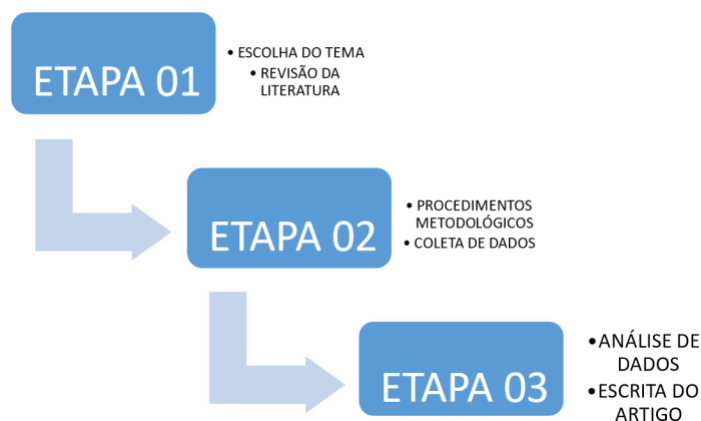 ETAPA 01
• ESCOLHA DO TEMA
• REVISÃO DA
LITERATURA
ETAPA 02
• PROCEDIMENTOS
METODOLÓGICOS
• COLETA DE DADOS
ETAPA 03
• ANÁLISE DE
DADOS
• ESCRITA DO
ARTIGO